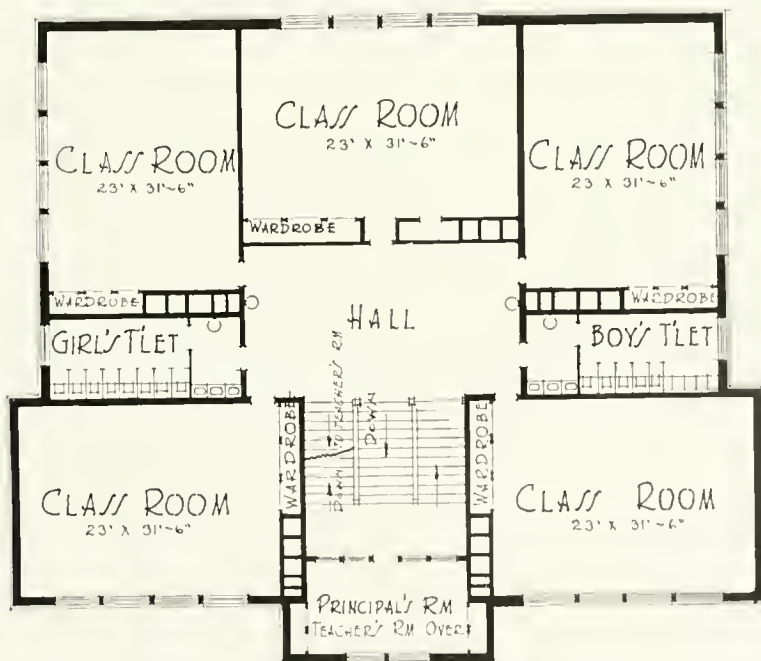 CLASS ROOM
23' X 31'-6"
CLASS ROOM
23' X 31'~6"
CLASS ROOM
23 X 31'~6"
WARDROBE
WARDROBE
WARDROBE
GIRL'S T'LET
HALL
BOY'S T'LET
WARDROBE
DOWN TO TEACHER'S RM
DOWN
WARDROBE
CLASS ROOM
23' X 31'-6"
CLASS ROOM
23' X 31'-6"
PRINCIPAL'S RM
TEACHER'S RM OVER